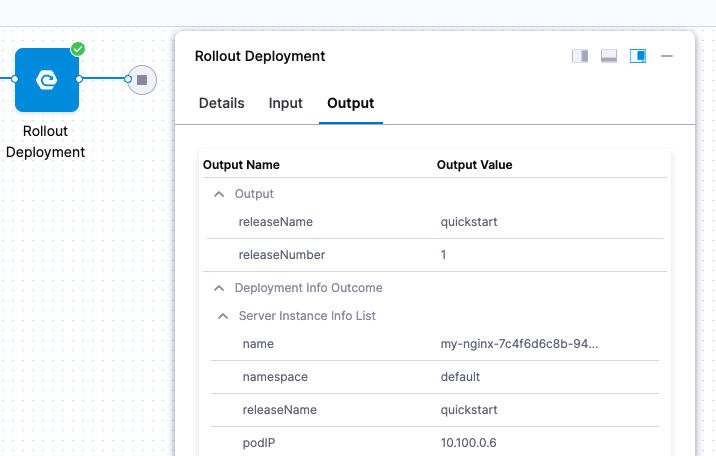 Rollout Deployment
Rollout
Deployment
Details Input Output
Output Name Output Value
Output
releaseName quickstart
releaseNumber 1
Deployment Info Outcome
Server Instance Info List
name my-nginx-7c4f6d6c8b-94...
namespace default
releaseName quickstart
podIP 10.100.0.6